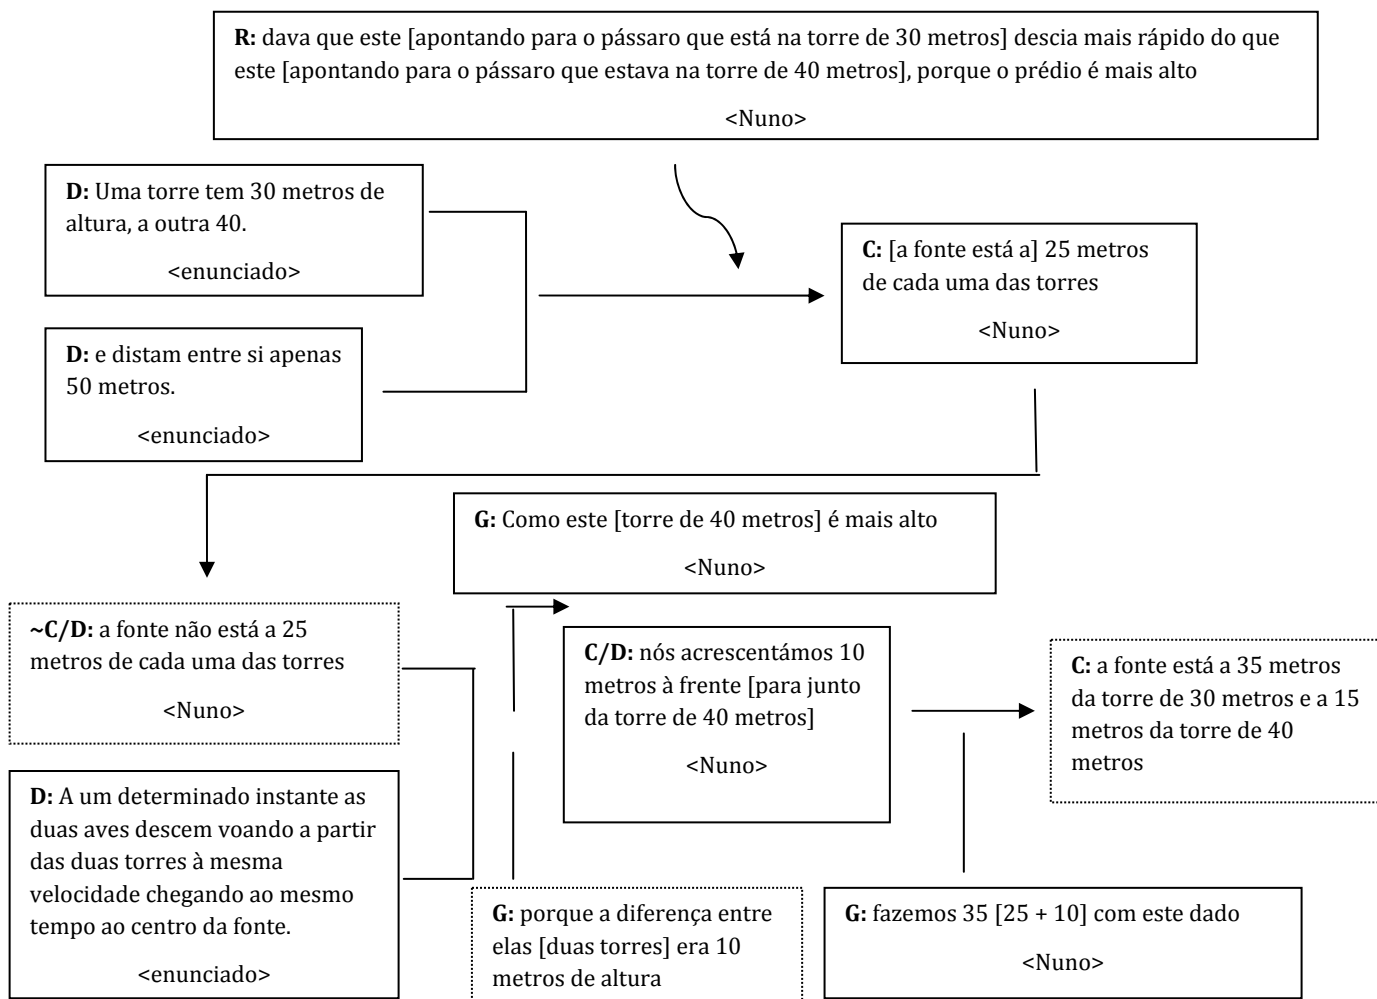 R: dava que este [apontando para o pássaro que está na torre de 30 metros] descia mais rápido do que
este [apontando para o pássaro que estava na torre de 40 metros], porque o prédio é mais alto
<Nuno>
D: Uma torre tem 30 metros de
altura, a outra 40.
<enunciado>
C: [a fonte está a] 25 metros
de cada uma das torres
<Nuno>
D: e distam entre si apenas
50 metros.
<enunciado>
G: Como este [torre de 40 metros] é mais alto
<Nuno>
~C/D: a fonte não está a 25
metros de cada uma das torres
<Nuno>
C/D: nós acrescentámos 10
metros à frente [para junto
da torre de 40 metros]
<Nuno>
C: a fonte está a 35 metros
da torre de 30 metros e a 15
metros da torre de 40
metros
D: A um determinado instante as
duas aves descem voando a partir
das duas torres à mesma
velocidade chegando ao mesmo
tempo ao centro da fonte.
<enunciado>
G: porque a diferença entre
elas [duas torres] era 10
metros de altura
G: fazemos 35 [25 + 10] com este dado
<Nuno>